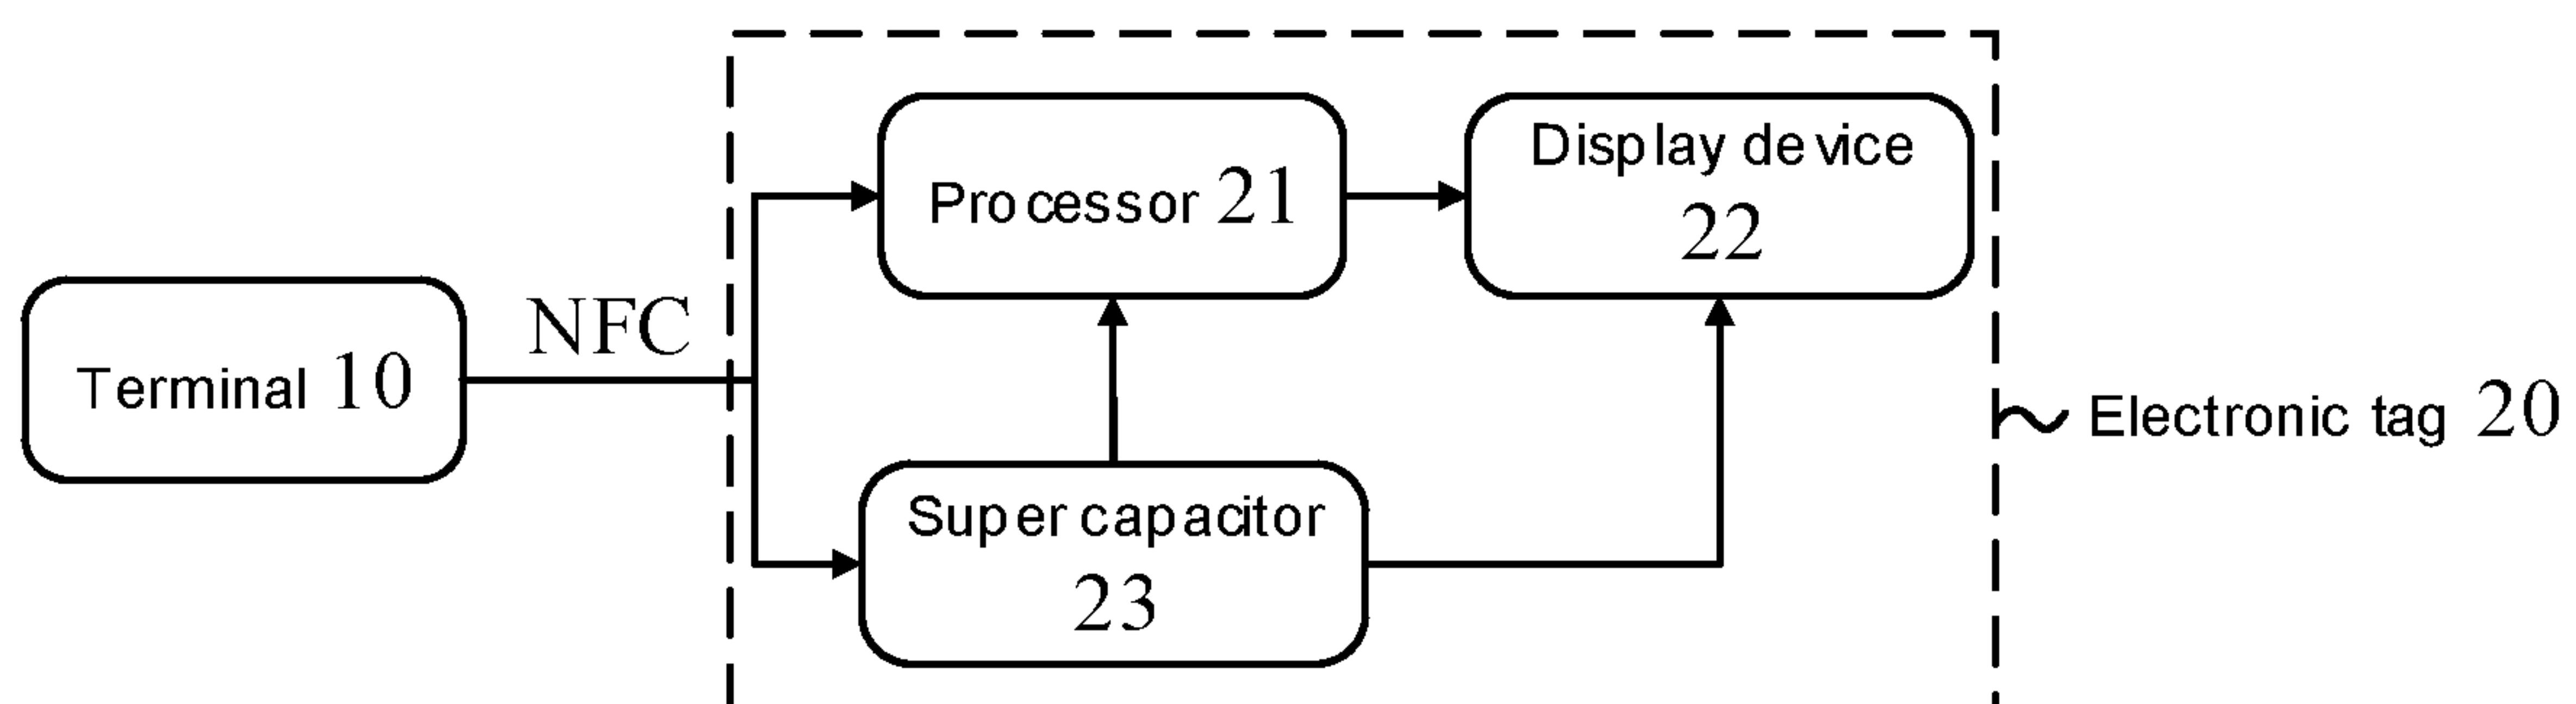 Processor 21
Display device
22
NFC
Terminal 10
Electronic tag 20
Super capacitor
23